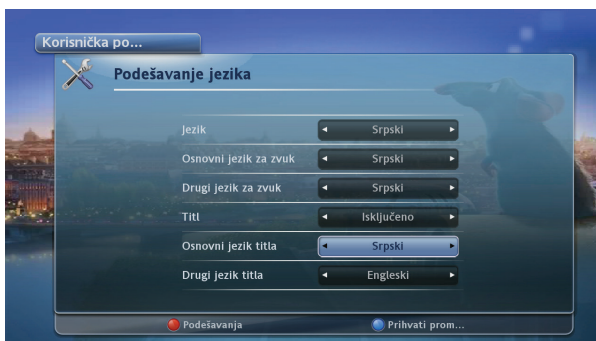 Korisnička po...
Podešavanje jezika
Jezik Srpski
Osnovni jezik za zvuk Srpski
Drugi jezik za zvuk Srpski
Titl Isključeno
Osnovni jezik titla Srpski
Drugi jezik titla Engleski
Podešavanja Prihvati prom...